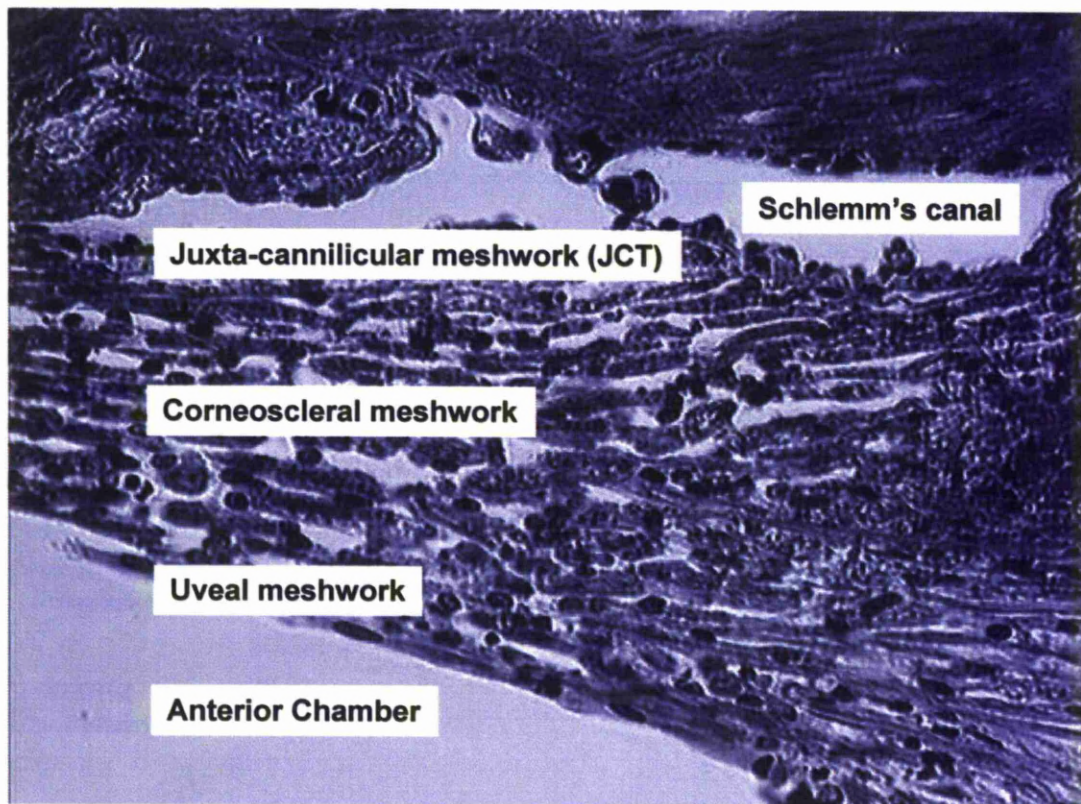 Schlemm's canal
Juxta-cannilicular meshwork (JCT)
Corneoscleral meshwork
Uveal meshwork
Anterior Chamber